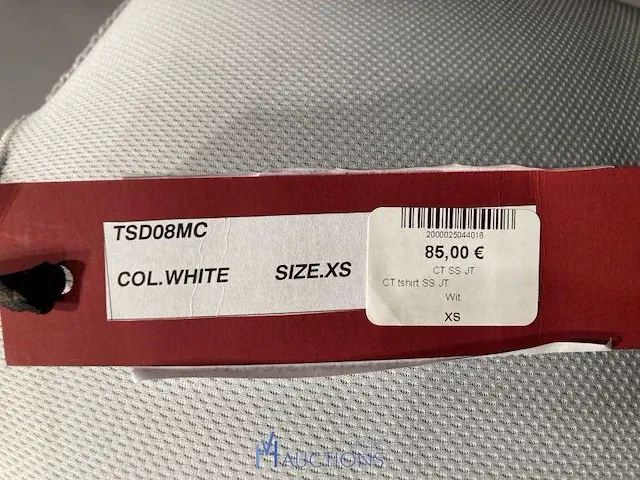 TSD08MC
COL.WHITE SIZE.XS
2000025044018
85,00 €
CT SS JT
CT tshirt SS JT
Wit
XS
AUCTIONS